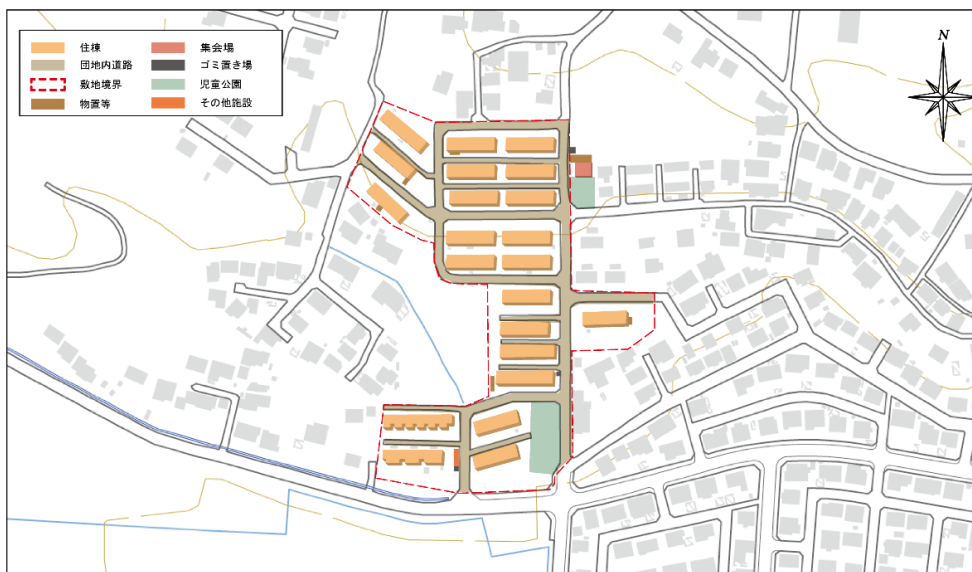 住棟
団地内道路
敷地境界
物置等
集会場
ゴミ置き場
児童公園
その他施設
N